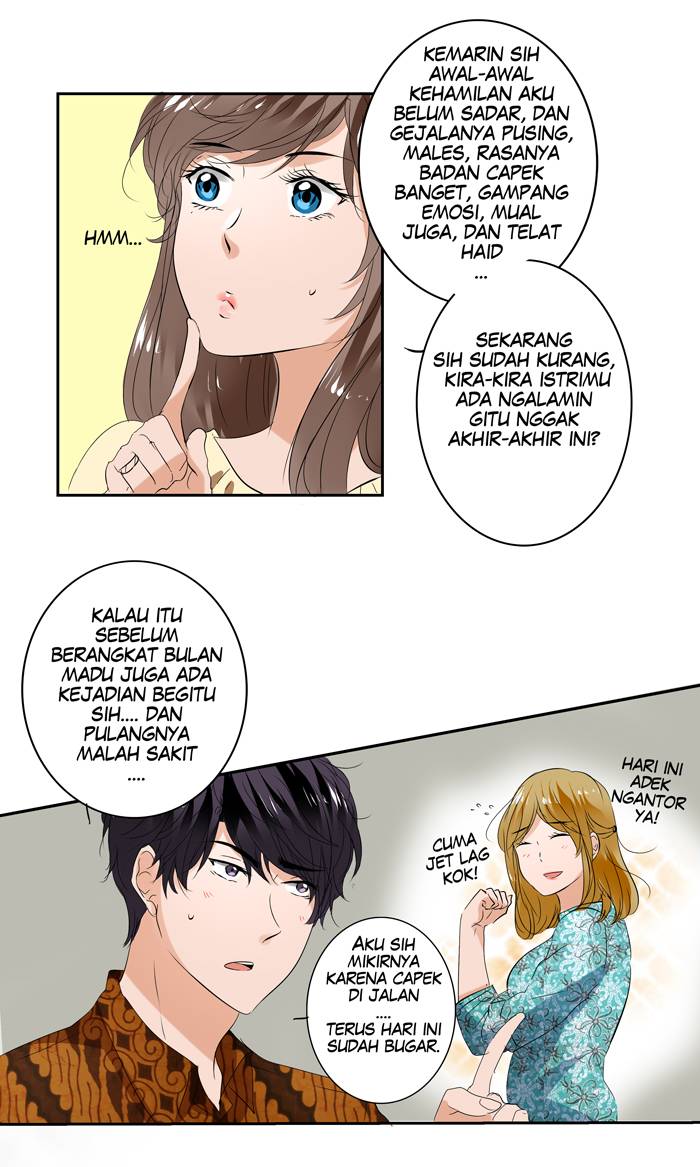 HMM...
KEMARIN SIH
AWAL-AWAL
KEHAMILAN AKU
BELUM SADAR, DAN
GEJALANYA PUSING,
MALES, RASANYA
BADAN CAPEK
BANGET, GAMPANG
EMOSI, MUAL
JUGA, DAN TELAT
HAID
...
SEKARANG
SIH SUDAH KURANG,
KIRA-KIRA ISTRIMU
ADA NGALAMIN
GITU NGGAK
AKHIR-AKHIR INI?
KALAU ITU
SEBELUM
BERANGKAT BULAN
MADU JUGA ADA
KEJADIAN BEGITU
SIH.... DAN
PULANGNYA
MALAH SAKIT
....
AKU SIH
MIKIRNYA
KARENA CAPEK
DI JALAN
....
TERUS HARI INI
SUDAH BUGAR.
CUMA
JET LAG
KOK!
HARI INI
ADEK
NGANTOR
YA!